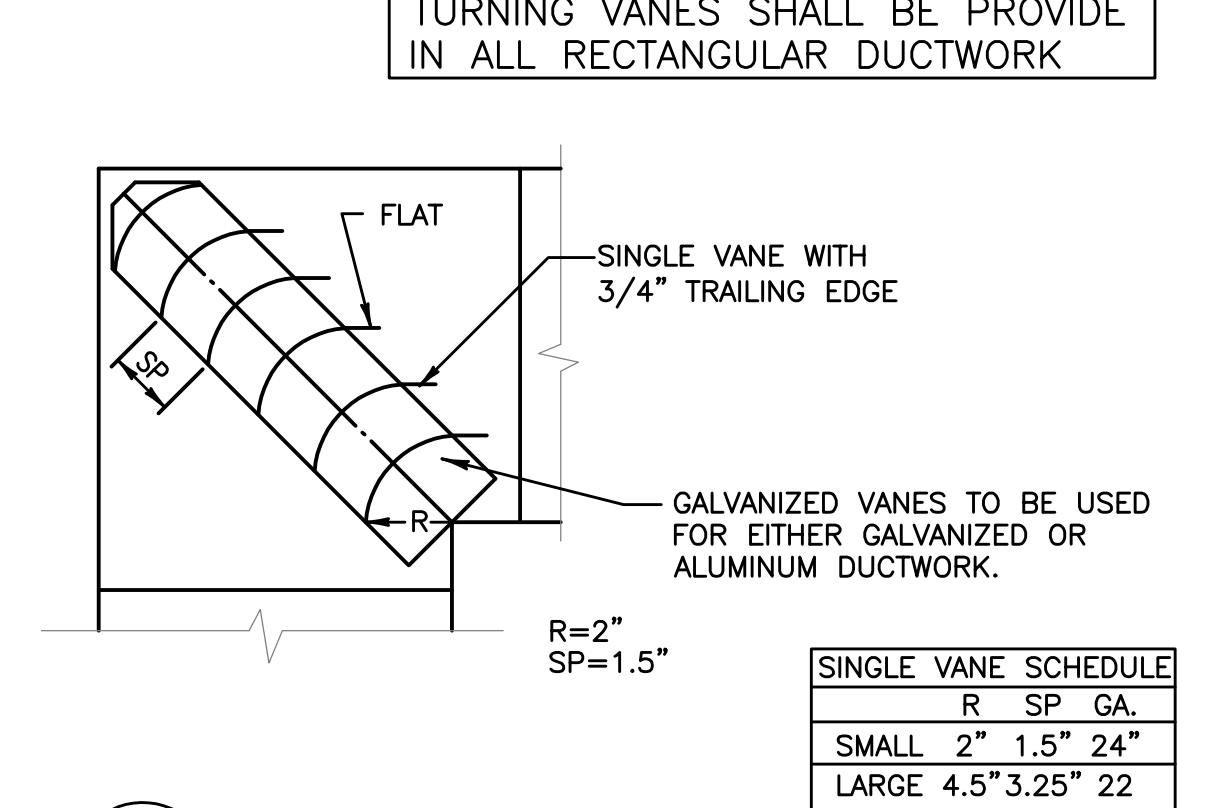 TURNING VANES SHALL BE PROVIDE
IN ALL RECTANGULAR DUCTWORK
FLAT
SINGLE VANE WITH
3/4" TRAILING EDGE
SP
R
GALVANIZED VANES TO BE USED
FOR EITHER GALVANIZED OR
ALUMINUM DUCTWORK.
R=2"
SP=1.5"
SINGLE VANE SCHEDULE
R SP GA.
SMALL 2" 1.5" 24"
LARGE 4.5" 3.25" 22